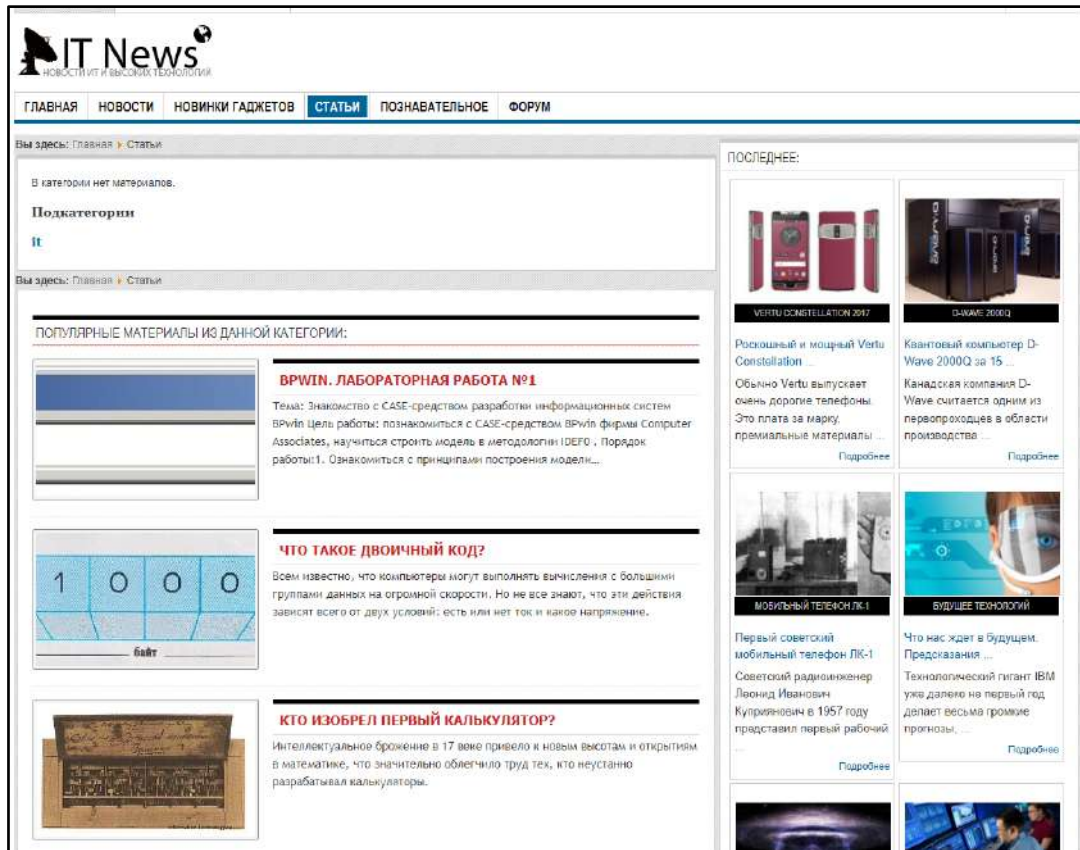 IT News
НОВОСТИ ИТ И ВЫСОКИХ ТЕХНОЛОГИЙ
ГЛАВНАЯ НОВОСТИ НОВИНКИ ГАДЖЕТОВ СТАТЬИ ПОЗНАВАТЕЛЬНОЕ ФОРУМ
Вы здесь: Главная Статьи
В категории нет материалов.
Подкатегории
it
Вы здесь: Главная Статьи
ПОПУЛЯРНЫЕ МАТЕРИАЛЫ ИЗ ДАННОЙ КАТЕГОРИИ:
BPWIN. ЛАБОРАТОРНАЯ РАБОТА №1
Тема: Знакомство с CASE-средством разработки информационных систем
BPwin Цель работы: познакомиться с CASE-средством BPwin фирмы Computer
Associates, научиться строить модель в методологии IDEF0 . Порядок
работы:1. Ознакомиться с принципами построения модели...
1 0 0 0
байт
ЧТО ТАКОЕ ДВОИЧНЫЙ КОД?
Всем известно, что компьютеры могут выполнять вычисления с большими
группами данных на огромной скорости. Но не все знают, что эти действия
зависят всего от двух условий: есть или нет ток и какое напряжение.
КТО ИЗОБРЕЛ ПЕРВЫЙ КАЛЬКУЛЯТОР?
Интеллектуальное брожение в 17 веке привело к новым высотам и открытиям
в математике, что значительно облегчило труд тех, кто неустанно
разрабатывал калькуляторы.
ПОСЛЕДНЕЕ:
VERTU CONSTELLATION 2017
Роскошный и мощный Vertu
Constellation ...
Обычно Vertu выпускает
очень дорогие телефоны.
Это плата за марку,
премиальные материалы ...
Подробнее
D-WAVE 2000Q
Квантовый компьютер D-
Wave 2000Q за 15 ...
Канадская компания D-
Wave считается одним из
первопроходцев в области
производства ...
Подробнее
МОБИЛЬНЫЙ ТЕЛЕФОН ЛК-1
Первый советский
мобильный телефон ЛК-1
Советский радиоинженер
Леонид Иванович
Куприянович в 1957 году
представил первый рабочий
...
Подробнее
БУДУЩЕЕ ТЕХНОЛОГИЙ
Что нас ждет в будущем.
Предсказания ...
Технологический гигант IBM
уже далеко не первый год
делает весьма громкие
прогнозы, ...
Подробнее